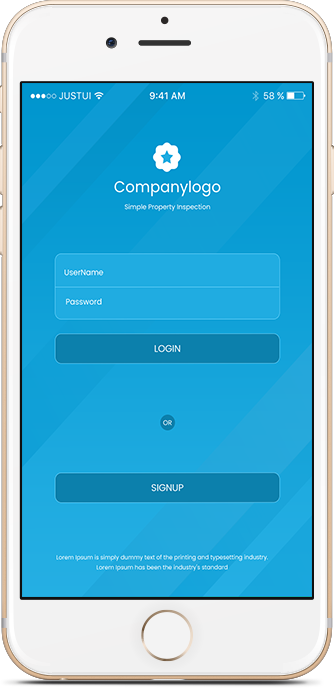 JUSTUI 9:41 AM 58 %
Companylogo
Simple Property Inspection
UserName
Password
LOGIN
OR
SIGNUP
Lorem Ipsum is simply dummy text of the printing and typesetting industry.
Lorem Ipsum has been the industry's standard